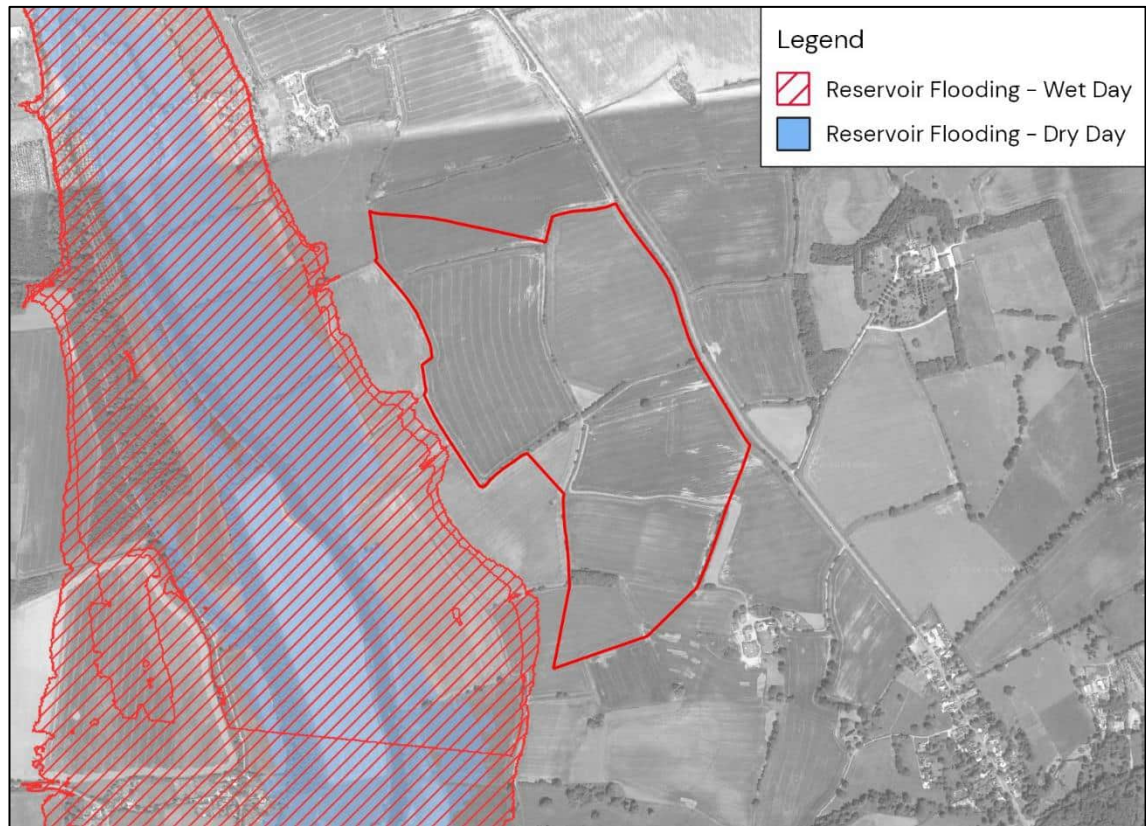 Legend
Reservoir Flooding – Wet Day
Reservoir Flooding – Dry Day